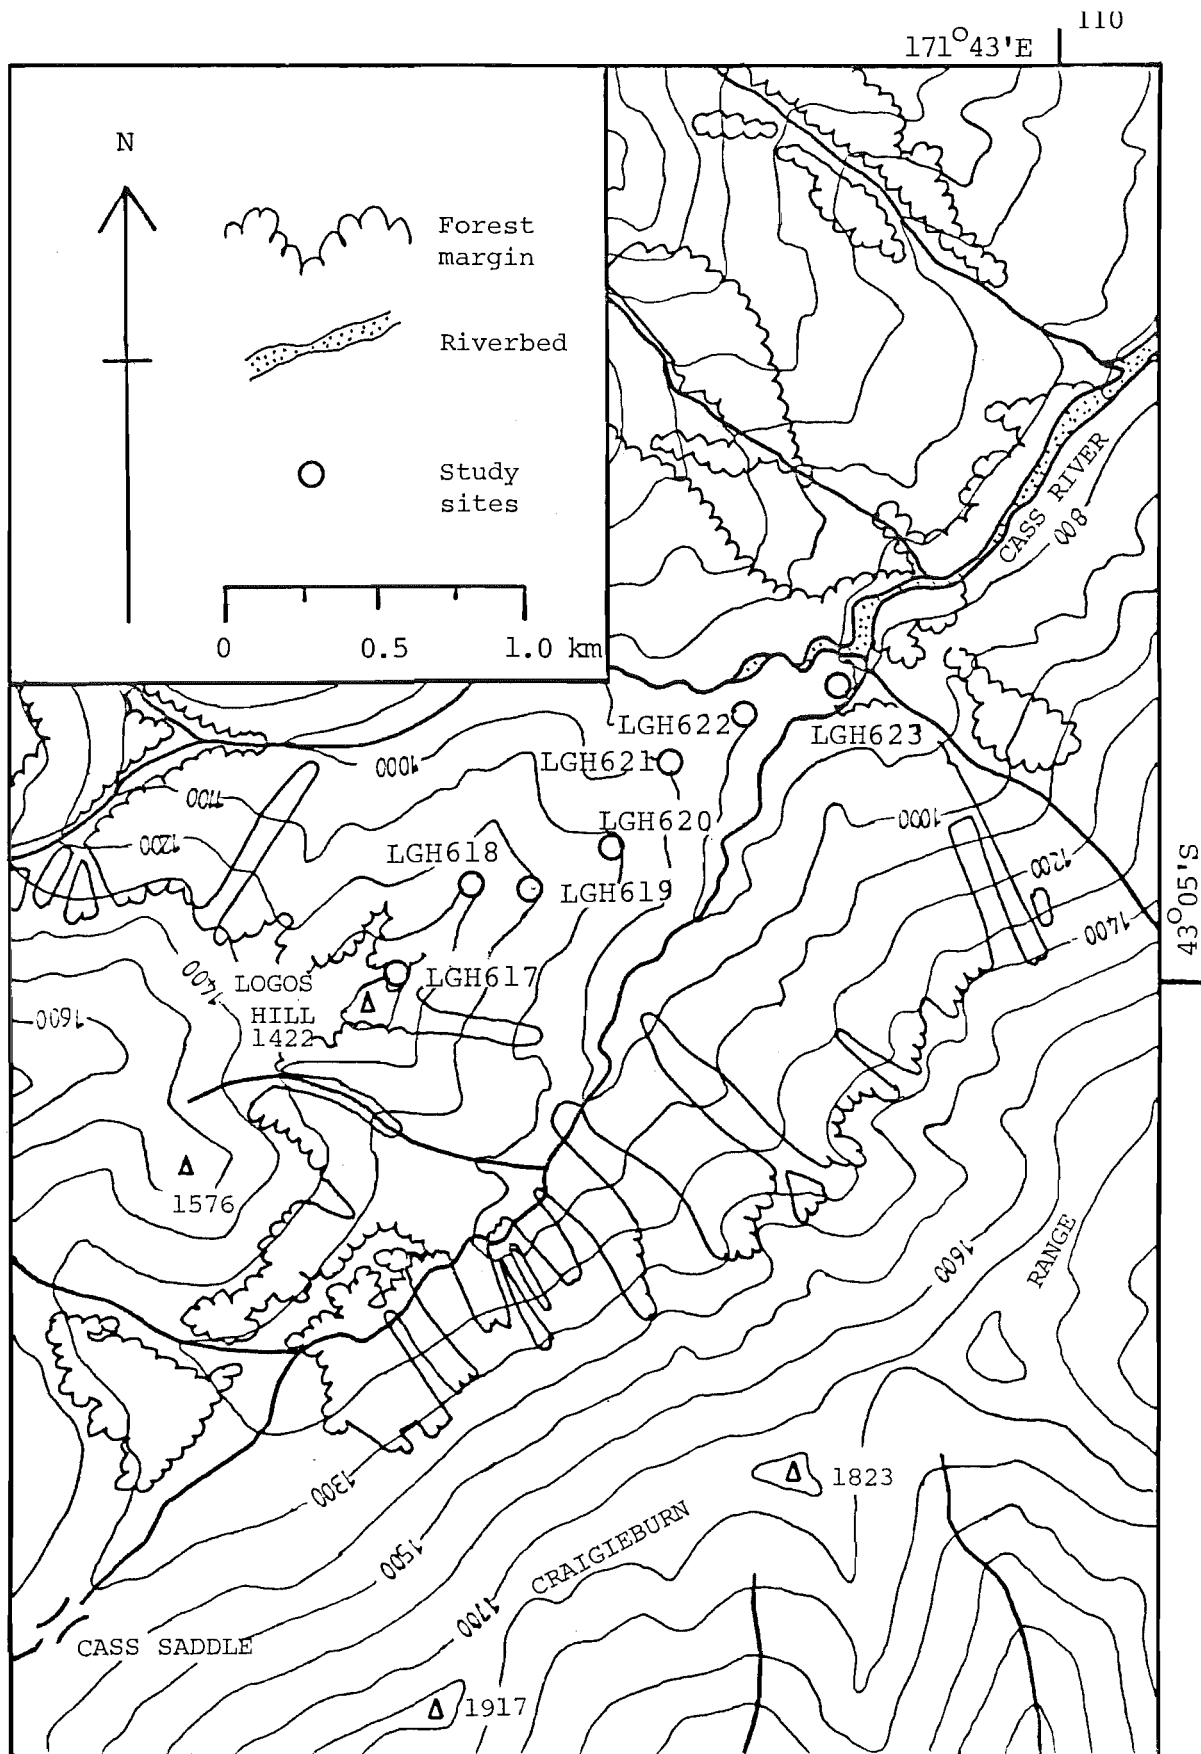 110
171°43'E
N
Forest
margin
Riverbed
Study
sites
0 0.5 1.0 km
CASS RIVER
800
LGH622
LGH623
LGH621
1000
1100
LGH620
1000
1200
LGH618
1200
LGH619
43°05'S
1400
1400
LOGOS
HILL
1422
LGH617
1600
1576
1600
RANGE
1300
1823
1500
CRAIGIEBURN
1700
CASS SADDLE
1917